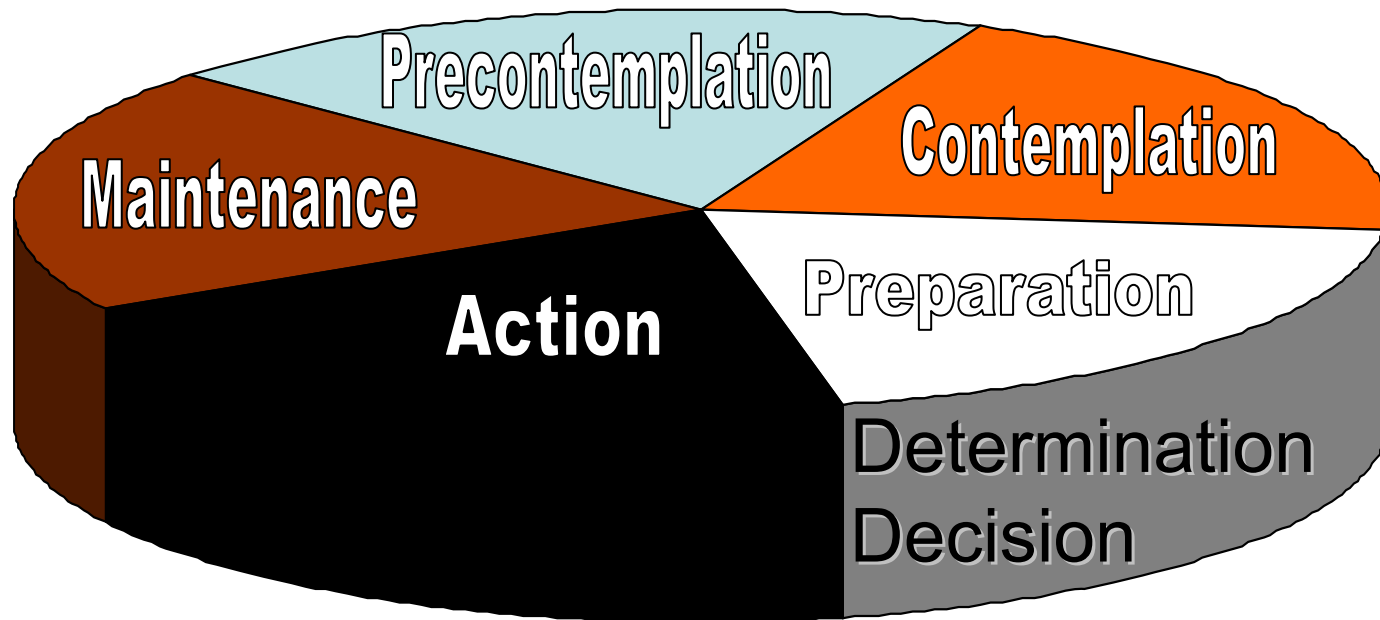 Precontemplation
Contemplation
Maintenance
Preparation
Action
Determination
Decision